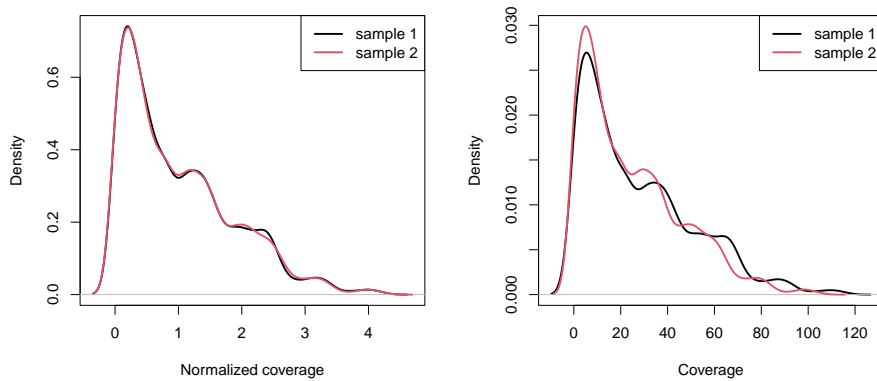 sample 1
sample 2
Density
0.0 0.2 0.4 0.6
0 1 2 3 4
Normalized coverage
sample 1
sample 2
Density
0.000 0.010 0.020 0.030
0 20 40 60 80 100 120
Coverage